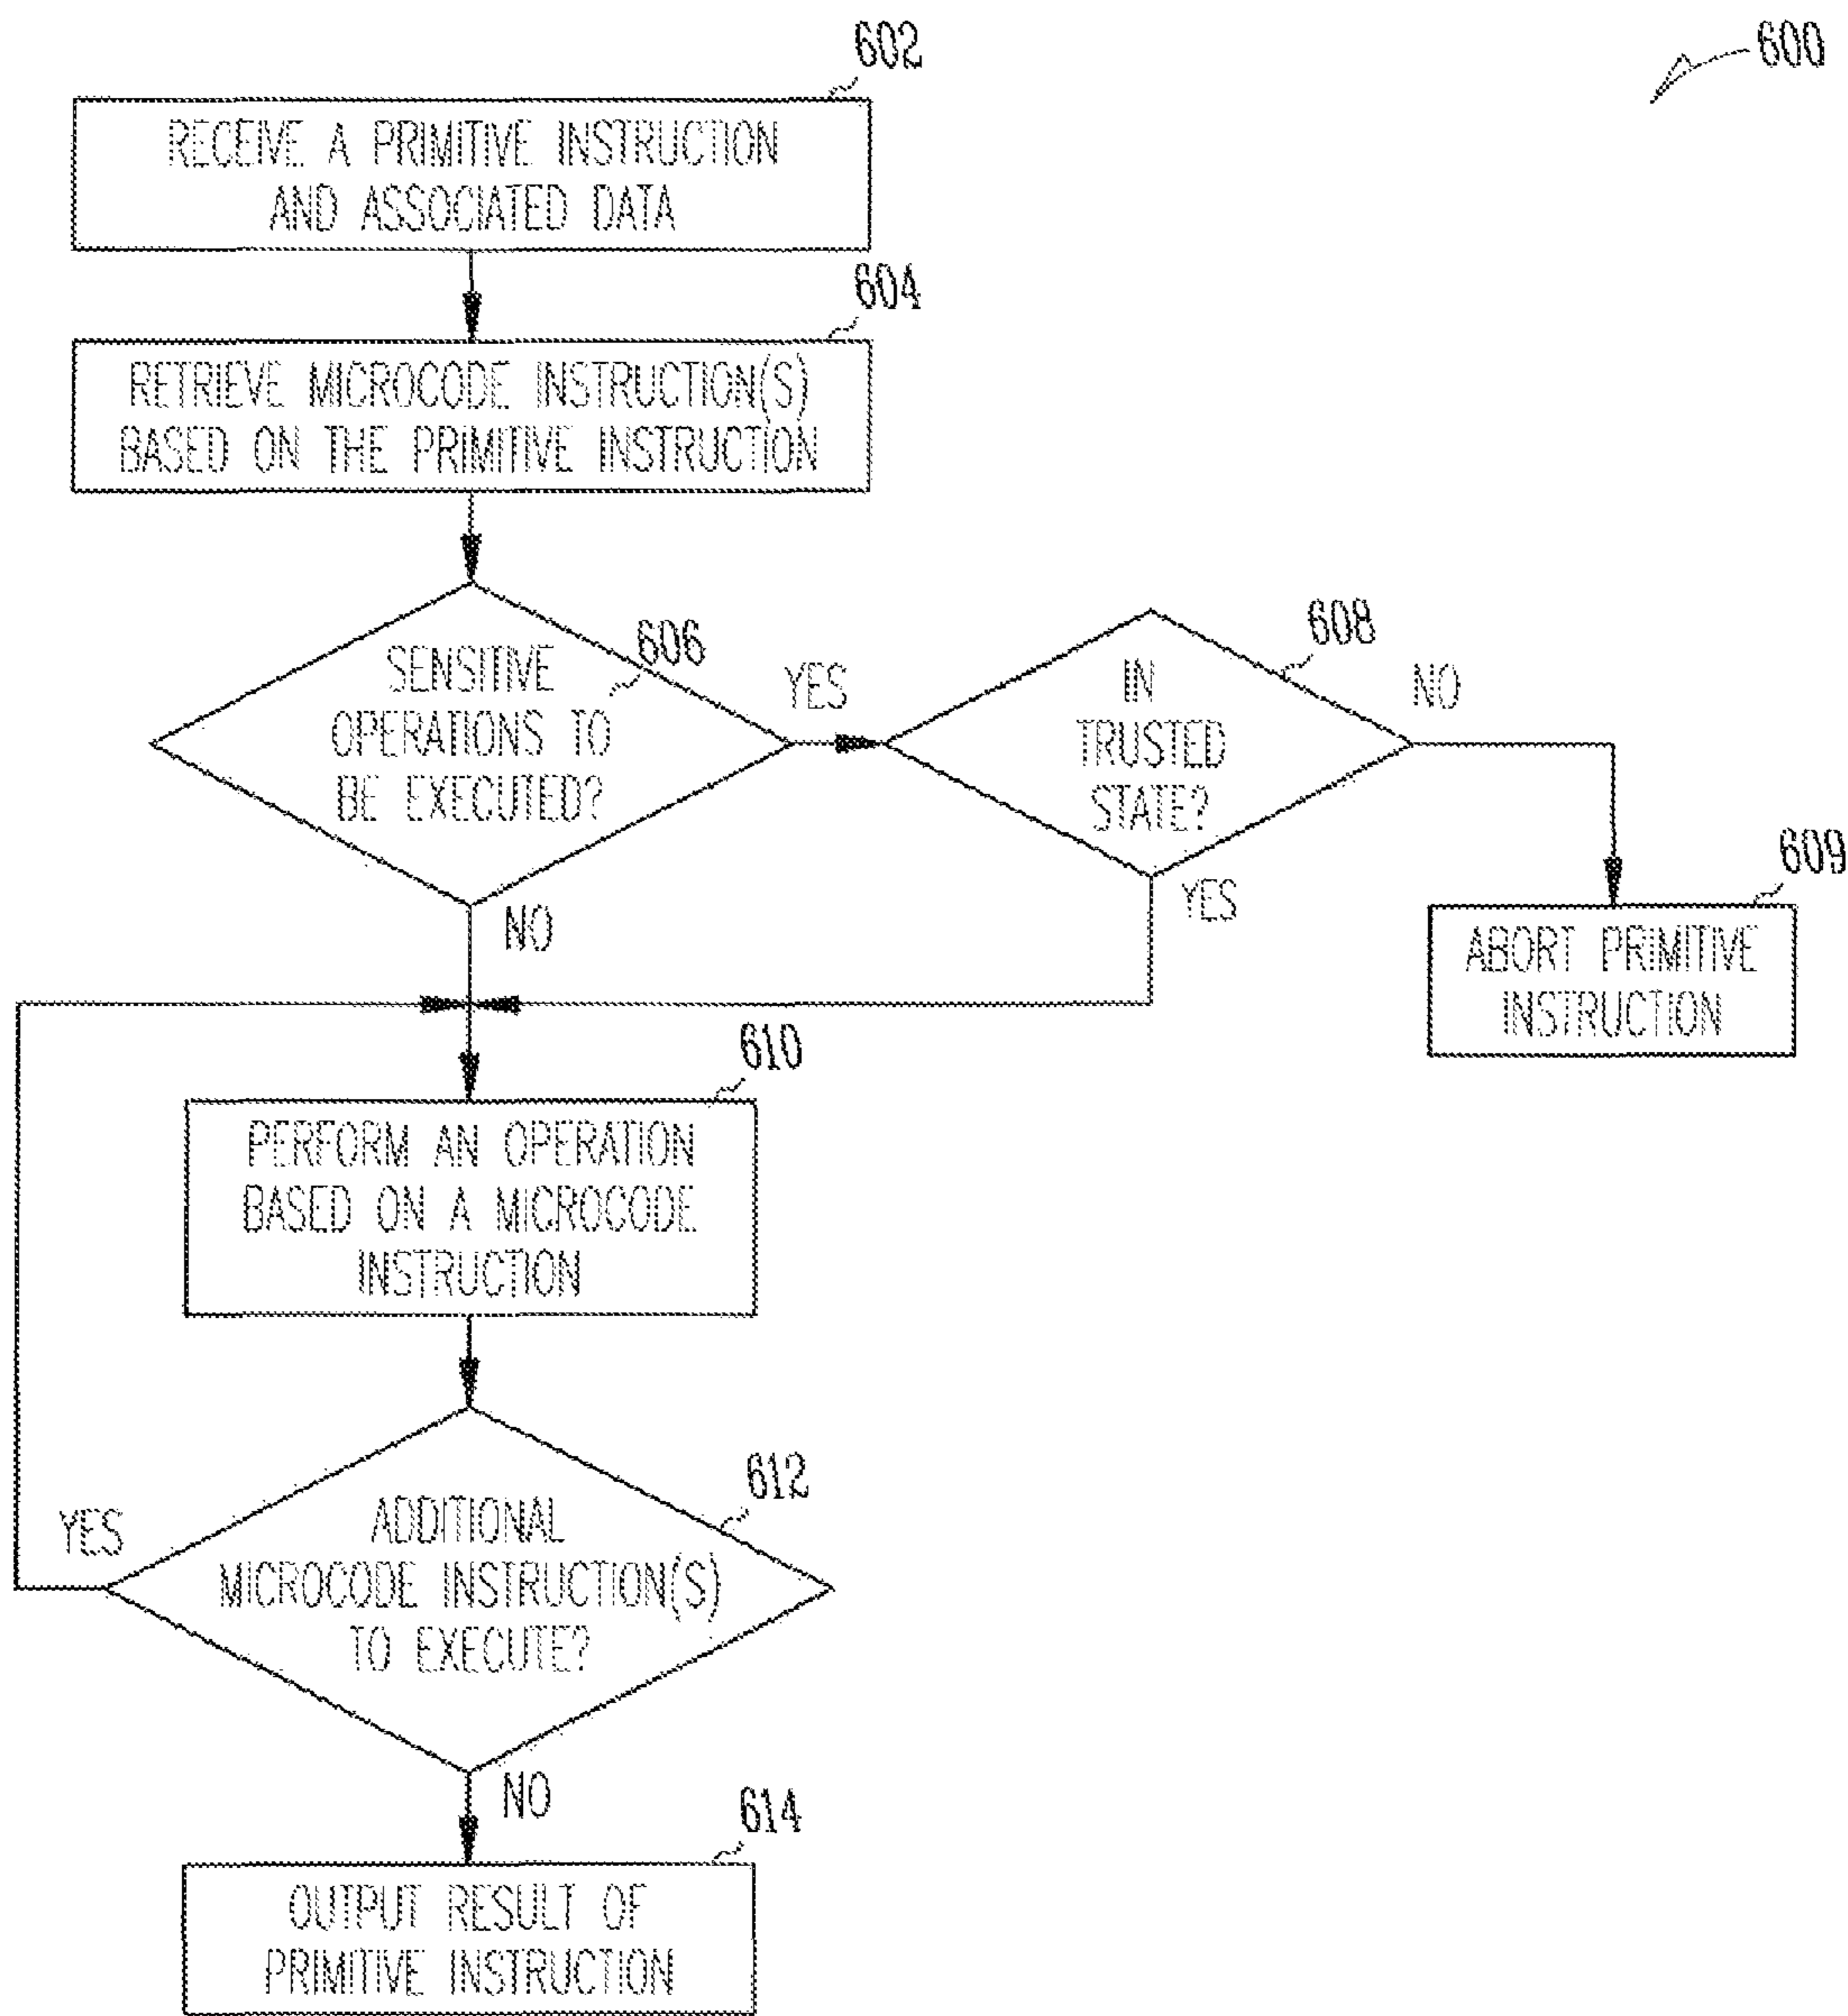 600
602
RECEIVE A PRIMITIVE INSTRUCTION
AND ASSOCIATED DATA
604
RETRIEVE MICROCODE INSTRUCTION(S)
BASED ON THE PRIMITIVE INSTRUCTION
606
SENSITIVE
OPERATIONS TO
BE EXECUTED?
YES
NO
608
IN
TRUSTED
STATE?
NO
YES
609
ABORT PRIMITIVE
INSTRUCTION
610
PERFORM AN OPERATION
BASED ON A MICROCODE
INSTRUCTION
612
ADDITIONAL
MICROCODE INSTRUCTION(S)
TO EXECUTE?
YES
NO
614
OUTPUT RESULT OF
PRIMITIVE INSTRUCTION